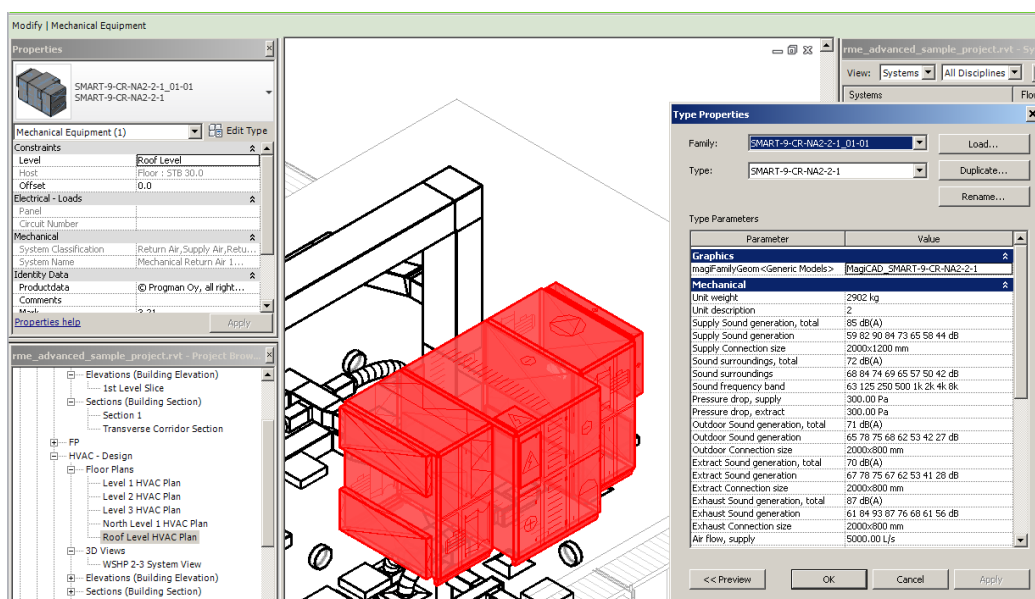 Modify | Mechanical Equipment
Properties
SMART-9-CR-NA2-2-1_01-01
SMART-9-CR-NA2-2-1
Mechanical Equipment (1)
Edit Type
Constraints
Level Roof Level
Host Floor : STB 30.0
Offset 0.0
Electrical - Loads
Panel
Circuit Number
Mechanical
System Classification Return Air,Supply Air,Retu...
System Name Mechanical Return Air 1...
Identity Data
Productdata © Progman Oy, all right...
Comments
Mark 3.21
Properties help
Apply
rme_advanced_sample_project.rvt - Project Brow...
Elevations (Building Elevation)
1st Level Slice
Sections (Building Section)
Section 1
Transverse Corridor Section
FP
HVAC - Design
Floor Plans
Level 1 HVAC Plan
Level 2 HVAC Plan
Level 3 HVAC Plan
North Level 1 HVAC Plan
Roof Level HVAC Plan
3D Views
WSHP 2-3 System View
Elevations (Building Elevation)
Sections (Building Section)
rme_advanced_sample_project.rvt - Sy
View: Systems All Disciplines
Systems Flo
Type Properties
Family: SMART-9-CR-NA2-2-1_01-01 Load...
Type: SMART-9-CR-NA2-2-1 Duplicate...
Rename...
Type Parameters
Parameter Value
Graphics
magiFamilyGeom<Generic Models> MagiCAD_SMART-9-CR-NA2-2-1
Mechanical
Unit weight 2902 kg
Unit description 2
Supply Sound generation, total 85 dB(A)
Supply Sound generation 59 82 90 84 73 65 58 44 dB
Supply Connection size 2000x1200 mm
Sound surroundings, total 72 dB(A)
Sound surroundings 68 84 74 69 65 57 50 42 dB
Sound frequency band 63 125 250 500 1k 2k 4k 8k
Pressure drop, supply 300.00 Pa
Pressure drop, extract 300.00 Pa
Outdoor Sound generation, total 71 dB(A)
Outdoor Sound generation 65 78 75 68 62 53 42 27 dB
Outdoor Connection size 2000x800 mm
Extract Sound generation, total 70 dB(A)
Extract Sound generation 67 78 75 67 62 53 41 28 dB
Extract Connection size 2000x800 mm
Exhaust Sound generation, total 87 dB(A)
Exhaust Sound generation 61 84 93 87 76 68 61 56 dB
Exhaust Connection size 2000x800 mm
Air flow, supply 5000.00 L/s
<< Preview OK Cancel Apply